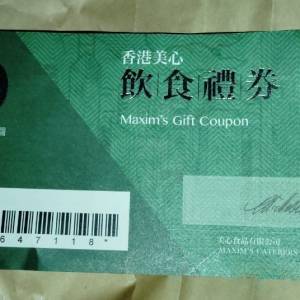 香港美心
飲食禮券
Maxim's Gift Coupon
647118*
美心食品有限公司
MAXIM'S CATERERS